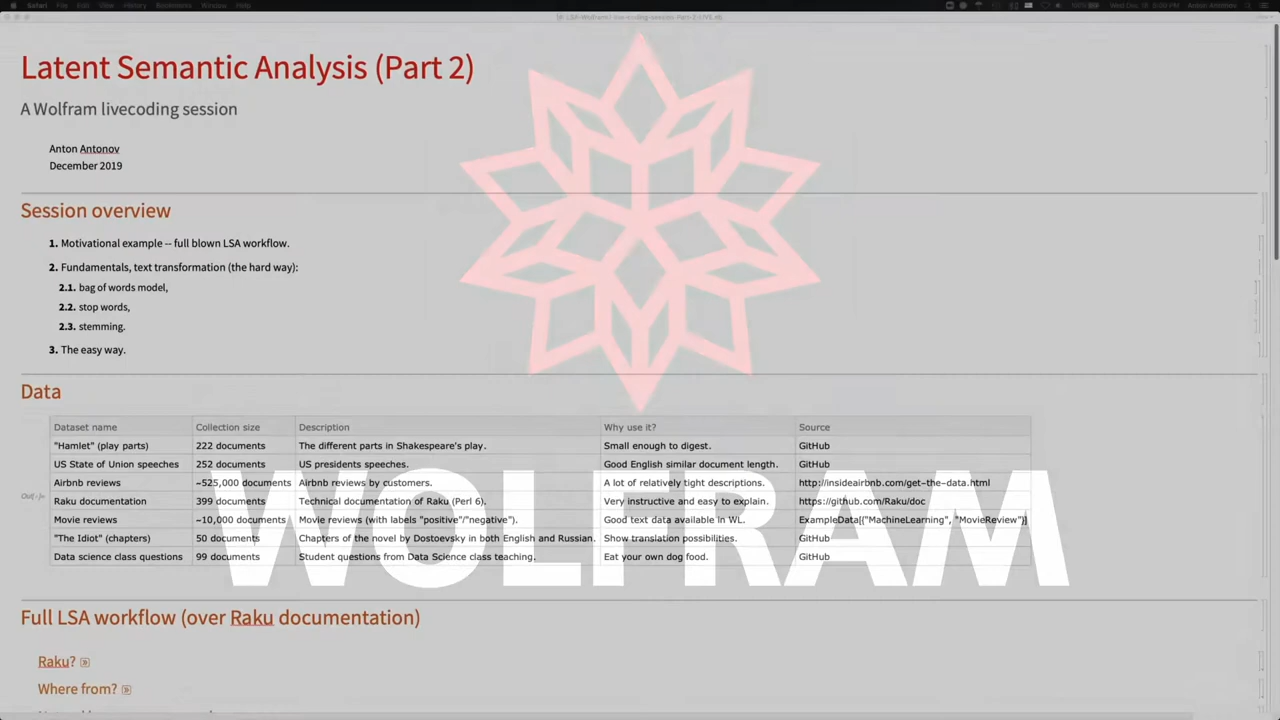 Safari File Edit View History Bookmarks Window Help
Latent Semantic Analysis (Part 2)
A Wolfram livecoding session
Anton Antonov
December 2019
Session overview
1. Motivational example -- full blown LSA workflow.
2. Fundamentals, text transformation (the hard way):
2.1. bag of words model,
2.2. stop words,
2.3. stemming.
3. The easy way.
Data
Dataset name Collection size Description Why use it? Source
"Hamlet" (play parts) 222 documents The different parts in Shakespeare's play. Small enough to digest. GitHub
US State of Union speeches 252 documents US presidents speeches. Good English similar document length. GitHub
Airbnb reviews ~525,000 documents Airbnb reviews by customers. A lot of relatively tight descriptions. http://insideairbnb.com/get-the-data.html
Raku documentation 399 documents Technical documentation of Raku (Perl 6). Very instructive and easy to explain. https://github.com/Raku/doc
Movie reviews ~10,000 documents Movie reviews (with labels "positive"/"negative"). Good text data available in WL. ExampleData[{"MachineLearning", "MovieReview"}]
"The Idiot" (chapters) 50 documents Chapters of the novel by Dostoevsky in both English and Russian. Show translation possibilities. GitHub
Data science class questions 99 documents Student questions from Data Science class teaching. Eat your own dog food. GitHub
WOLFRAM
Full LSA workflow (over Raku documentation)
Raku?
Where from?